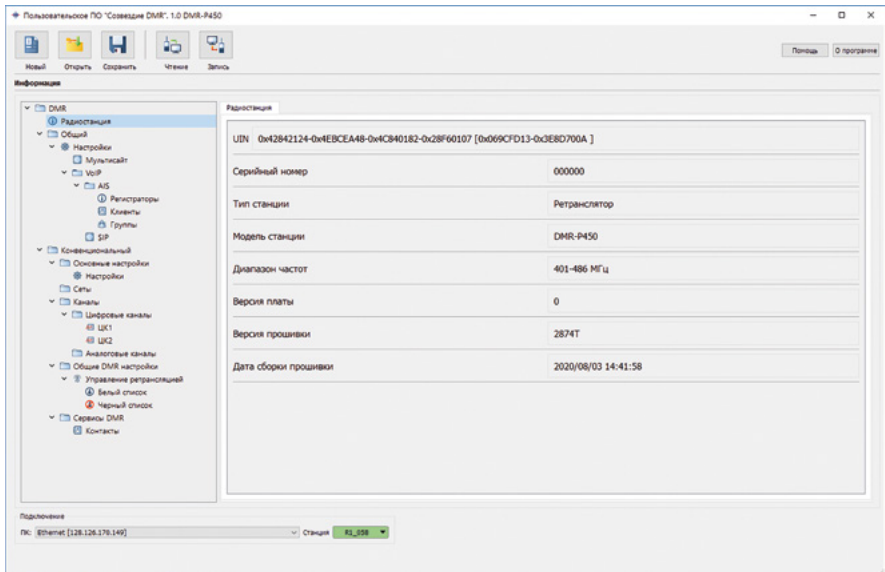 Пользовательское ПО "Созвездие DMR". 1.0 DMR-P450
Новый Открыть Сохранить Чтение Запись Помощь О программе
Информация
DMR
Радиостанция
Общий
Настройки
Мультисайт
VoIP
AIS
Регистраторы
Клиенты
Группы
SIP
Конвенциональный
Основные настройки
Настройки
Сеты
Каналы
Цифровые каналы
ЦК1
ЦК2
Аналоговые каналы
Общие DMR настройки
Управление ретрансляцией
Белый список
Черный список
Сервисы DMR
Контакты
Радиостанция
UIN 0x42842124-0x4EBCEA48-0x4C840182-0x28F60107 [0x069CFD13-0x3E8D700A ]
Серийный номер 000000
Тип станции Ретранслятор
Модель станции DMR-P450
Диапазон частот 401-486 МГц
Версия платы 0
Версия прошивки 2874T
Дата сборки прошивки 2020/08/03 14:41:58
Подключение
ПК: Ethernet [128.126.170.149] Станция R1_058